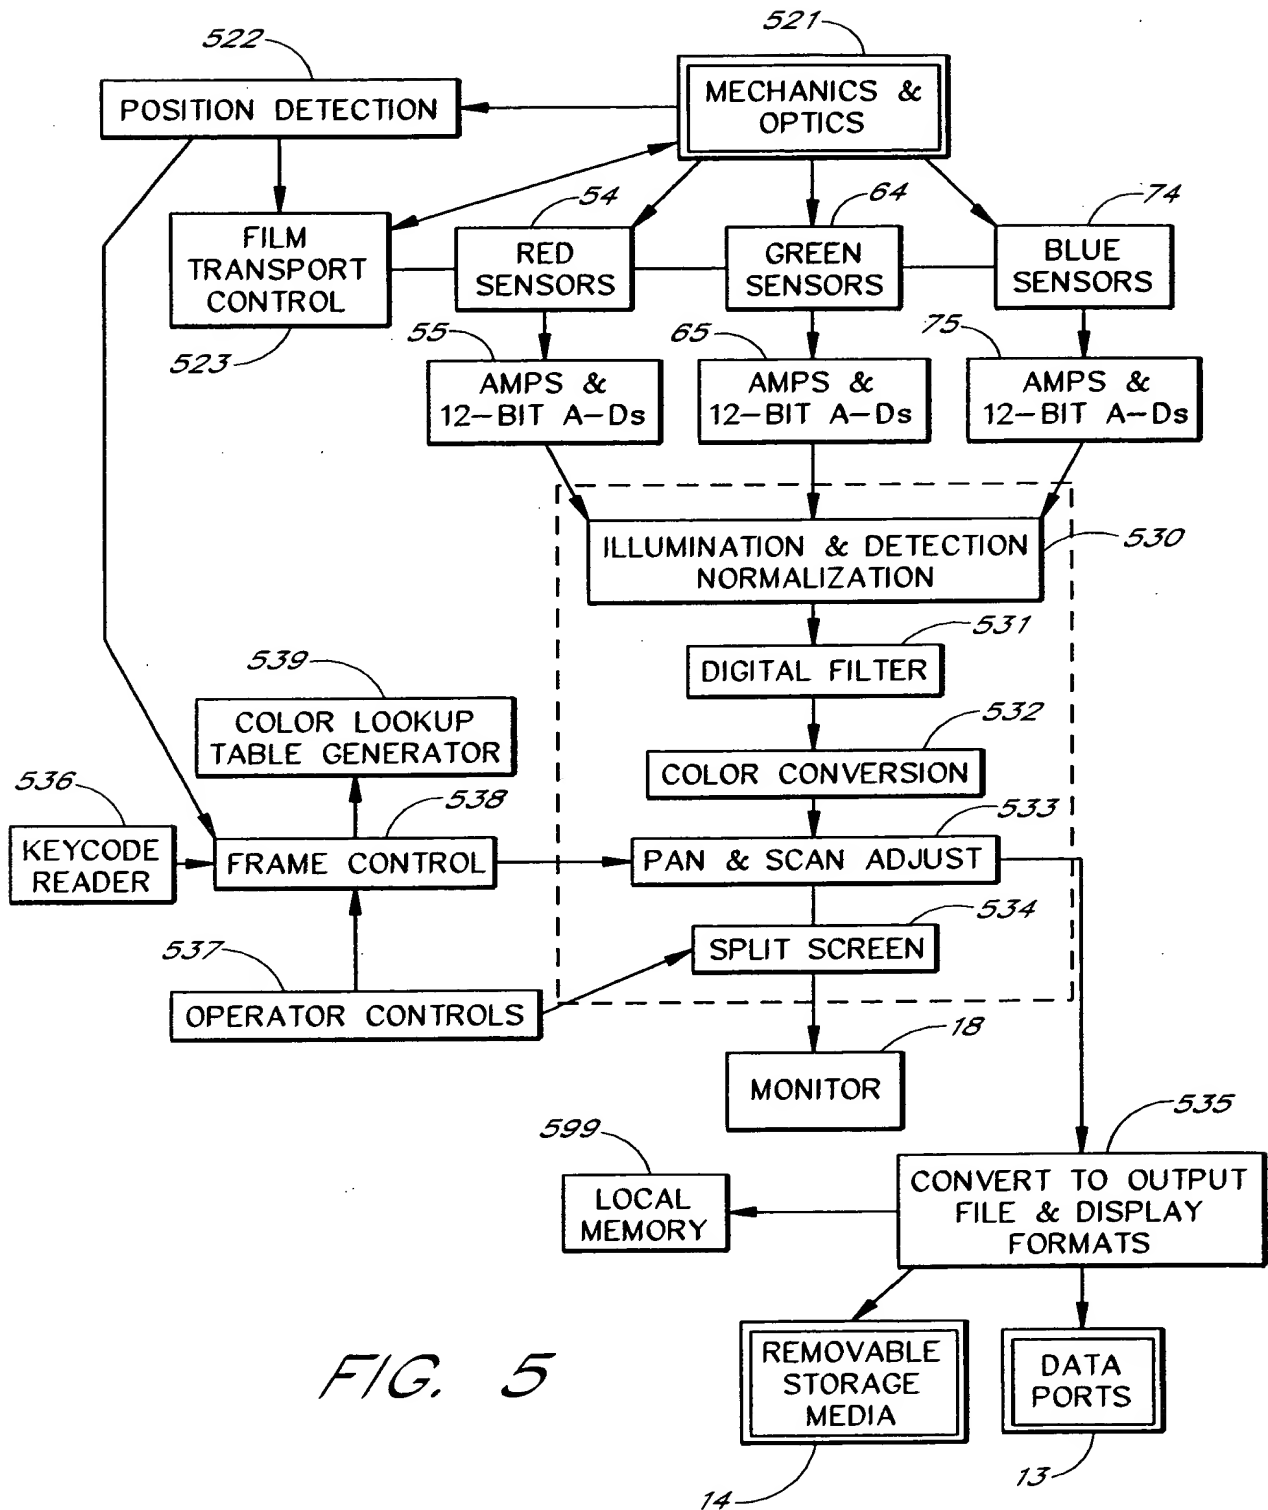 522
521
POSITION DETECTION
MECHANICS &
OPTICS
54
64
74
FILM
TRANSPORT
CONTROL
RED
SENSORS
GREEN
SENSORS
BLUE
SENSORS
523
55
65
75
AMPS &
12-BIT A-Ds
AMPS &
12-BIT A-Ds
AMPS &
12-BIT A-Ds
530
ILLUMINATION & DETECTION
NORMALIZATION
531
DIGITAL FILTER
539
COLOR LOOKUP
TABLE GENERATOR
532
COLOR CONVERSION
536
538
533
KEYCODE
READER
FRAME CONTROL
PAN & SCAN ADJUST
534
537
SPLIT SCREEN
OPERATOR CONTROLS
18
MONITOR
535
599
CONVERT TO OUTPUT
FILE & DISPLAY
FORMATS
LOCAL
MEMORY
REMOVABLE
STORAGE
MEDIA
DATA
PORTS
FIG. 5
14
13